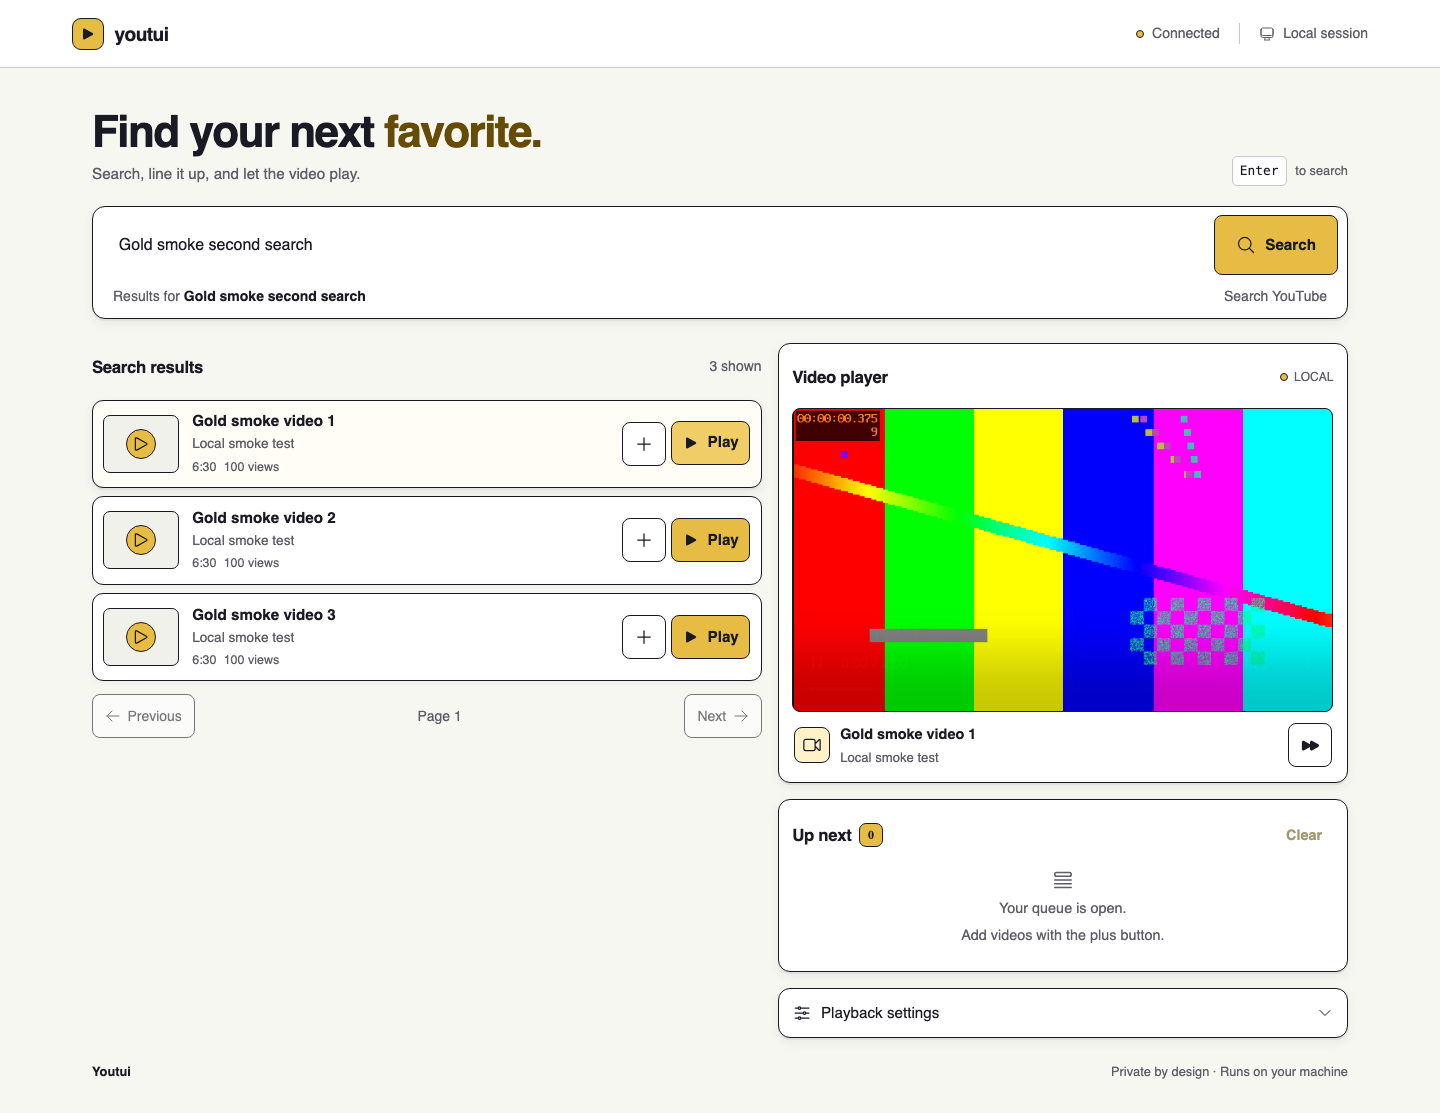 youtui
Connected
Local session
Find your next favorite.
Search, line it up, and let the video play.
Enter to search
Gold smoke second search
Search
Results for Gold smoke second search
Search YouTube
Search results
3 shown
Gold smoke video 1
Local smoke test
6:30 100 views
Play
Gold smoke video 2
Local smoke test
6:30 100 views
Play
Gold smoke video 3
Local smoke test
6:30 100 views
Play
Previous
Page 1
Next
Video player
LOCAL
00:00:00.375
9
Gold smoke video 1
Local smoke test
Up next 0
Clear
Your queue is open.
Add videos with the plus button.
Playback settings
Youtui
Private by design · Runs on your machine